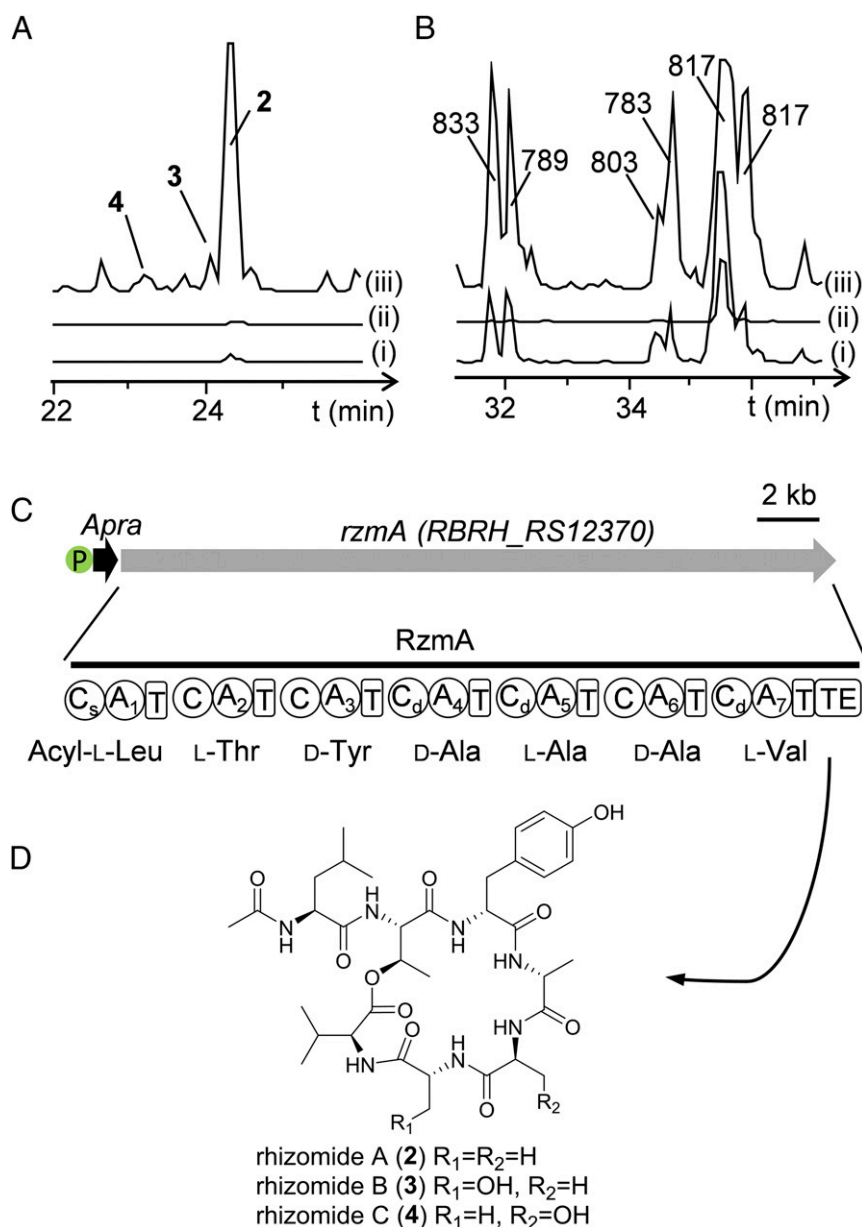 A
2
3
4
(iii)
(ii)
(i)
22
24
t (min)
B
817
783
817
833
789
803
(iii)
(ii)
(i)
32
34
t (min)
C
2 kb
Apra
rzmA (RBRH_RS12370)
P
RzmA
Cs A1 T C A2 T C A3 T Cd A4 T Cd A5 T C A6 T Cd A7 T TE
Acyl-L-Leu L-Thr D-Tyr D-Ala L-Ala D-Ala L-Val
D
OH
O
H
N
O
H
N
O
N
H
O
O
N
H
O
HN
O
O
O
NH
O
N
H
O
H
N
R1
O
R2
rhizomide A (2) R1=R2=H
rhizomide B (3) R1=OH, R2=H
rhizomide C (4) R1=H, R2=OH